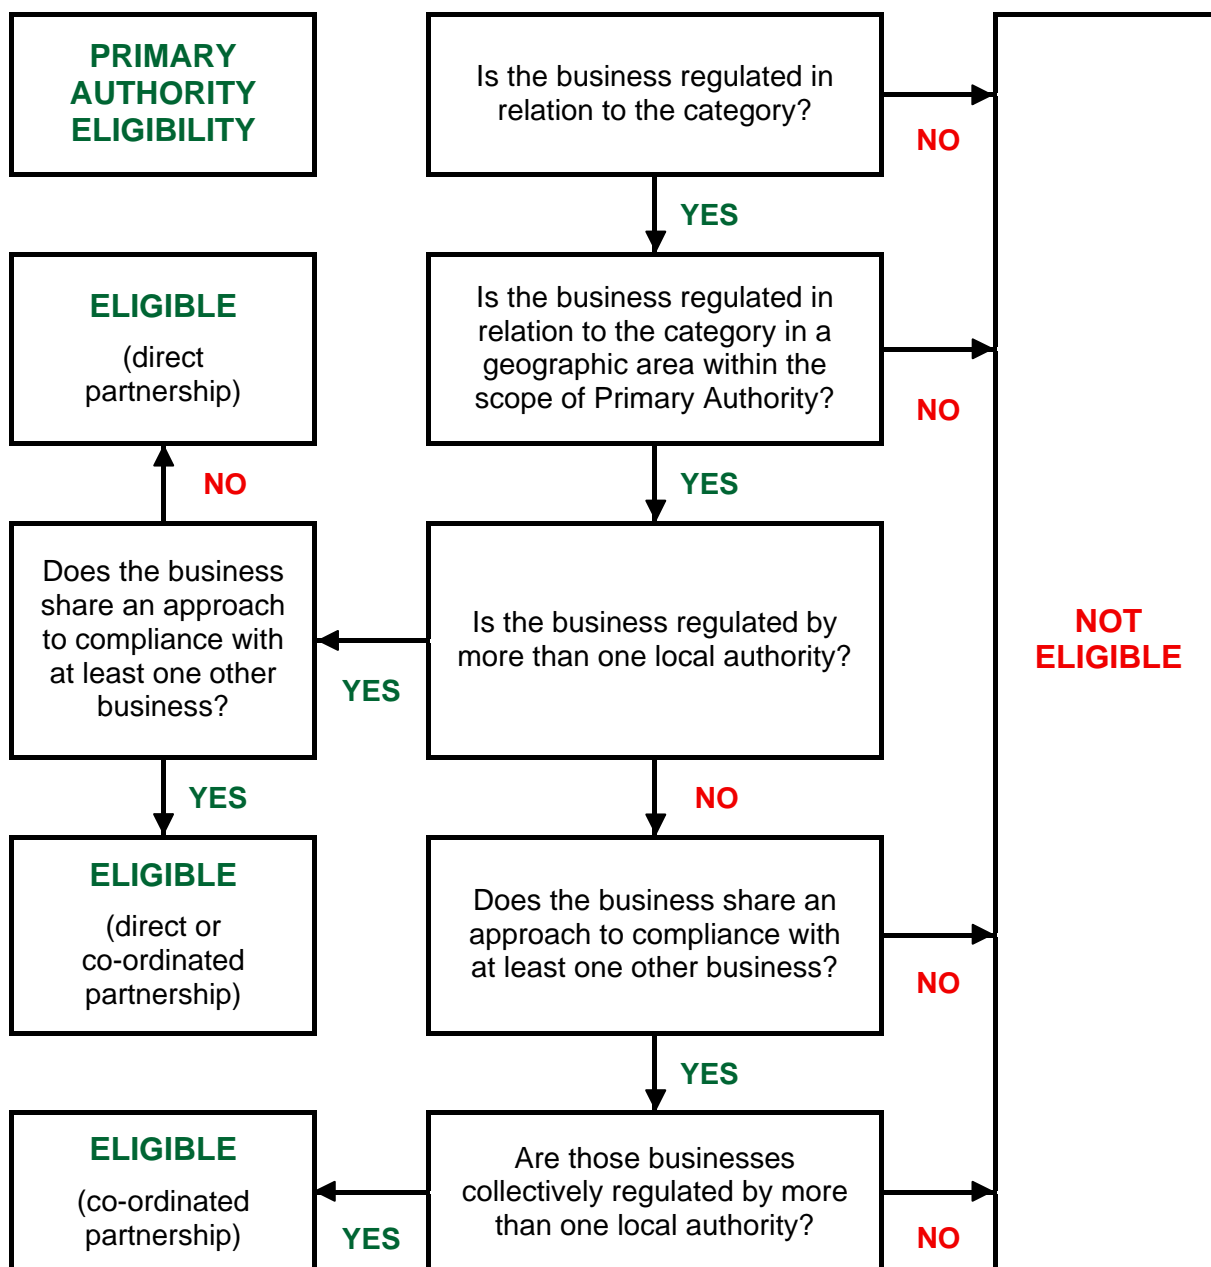 PRIMARY
AUTHORITY
ELIGIBILITY
Is the business regulated in
relation to the category?
NO
YES
ELIGIBLE
(direct
partnership)
Is the business regulated in
relation to the category in a
geographic area within the
scope of Primary Authority?
NO
NO
YES
Does the business
share an approach
to compliance with
at least one other
business?
YES
Is the business regulated by
more than one local authority?
NOT
ELIGIBLE
YES
NO
ELIGIBLE
(direct or
co-ordinated
partnership)
Does the business share an
approach to compliance with
at least one other business?
NO
YES
ELIGIBLE
(co-ordinated
partnership)
YES
Are those businesses
collectively regulated by more
than one local authority?
NO